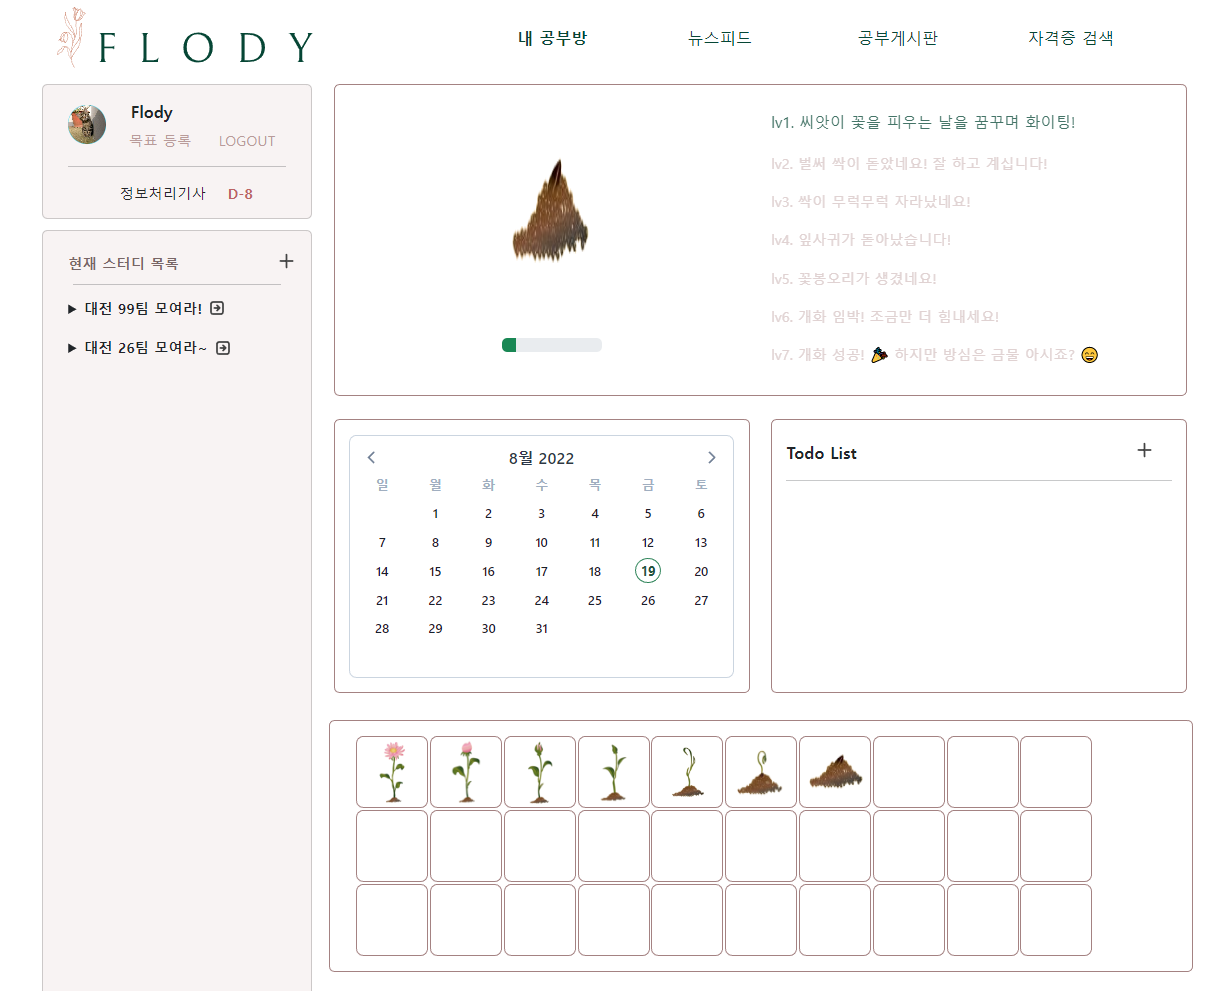 FLODY
내 공부방 뉴스피드 공부게시판 자격증 검색
Flody
목표 등록 LOGOUT
정보처리기사 D-8
현재 스터디 목록
대전 99팀 모여라!
대전 26팀 모여라~
lv1. 씨앗이 꽃을 피우는 날을 꿈꾸며 화이팅!
lv2. 벌써 싹이 돋았네요! 잘 하고 계십니다!
lv3. 싹이 무럭무럭 자라났네요!
lv4. 잎사귀가 돋아났습니다!
lv5. 꽃봉오리가 생겼네요!
lv6. 개화 임박! 조금만 더 힘내세요!
lv7. 개화 성공! 🎉 하지만 방심은 금물 아시죠? 😄
8월 2022
일 월 화 수 목 금 토
1 2 3 4 5 6
7 8 9 10 11 12 13
14 15 16 17 18 19 20
21 22 23 24 25 26 27
28 29 30 31
Todo List